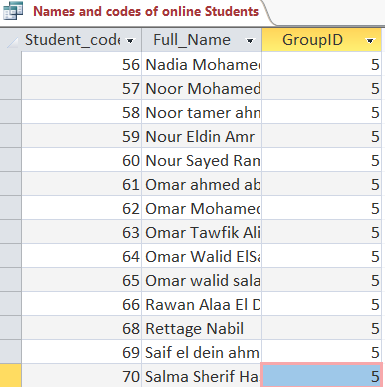 Names and codes of online Students
Student_code Full_Name GroupID
56 Nadia Mohamed 5
57 Noor Mohamed 5
58 Noor tamer ahm 5
59 Nour Eldin Amr 5
60 Nour Sayed Ram 5
61 Omar ahmed ab 5
62 Omar Mohamed 5
63 Omar Tawfik Ali 5
64 Omar Walid ElSa 5
65 Omar walid sala 5
66 Rawan Alaa El D 5
68 Rettage Nabil 5
69 Saif el dein ahm 5
70 Salma Sherif Ha 5